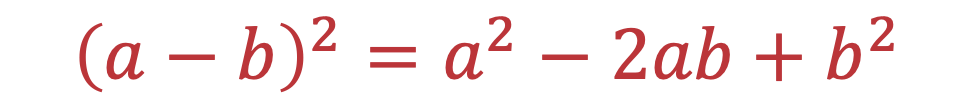 (a − b)² = a² − 2ab + b²